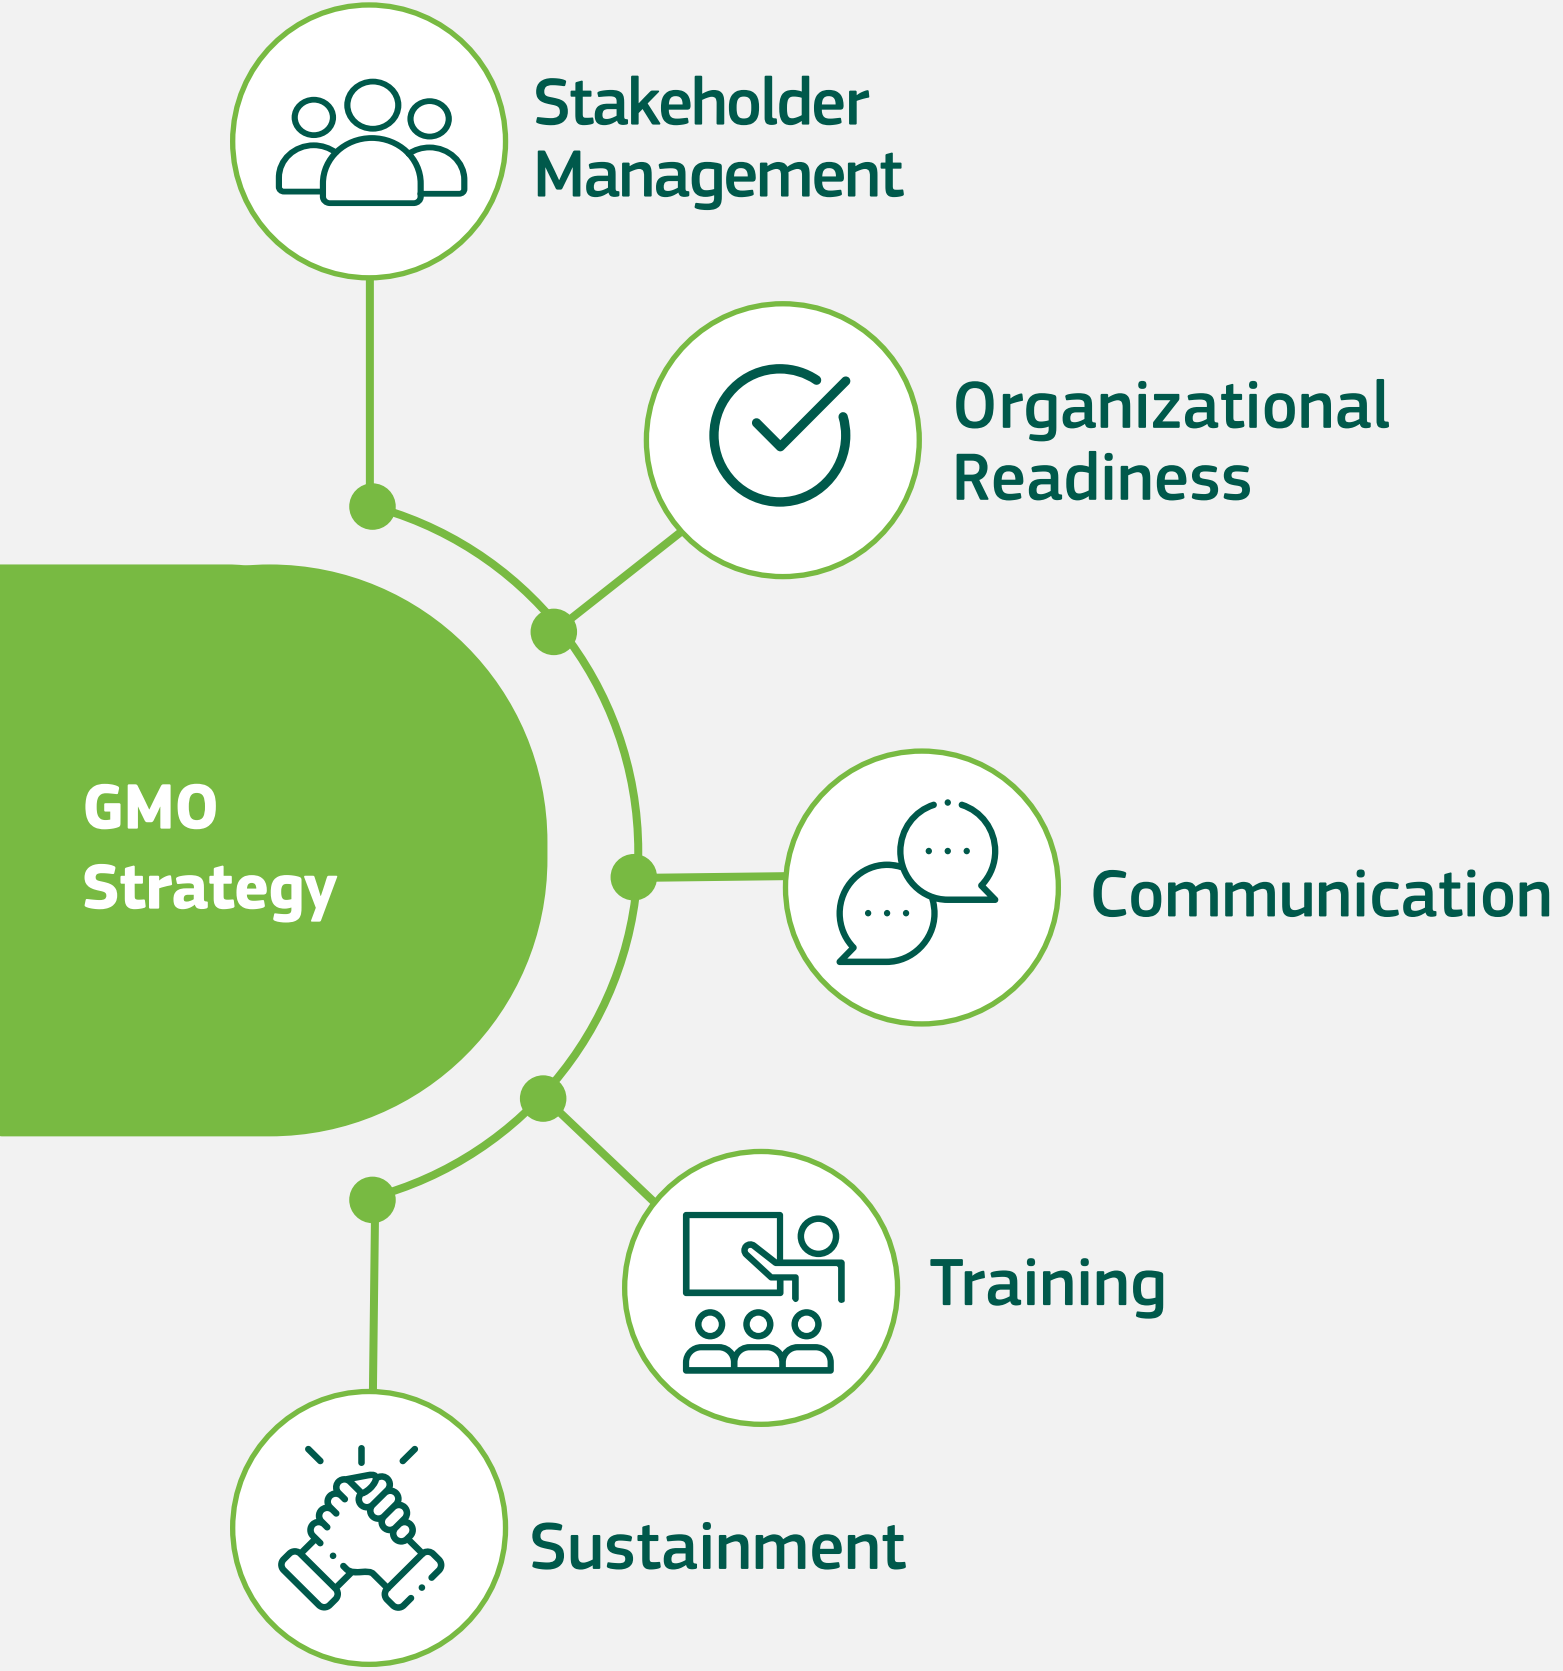 Stakeholder
Management
Organizational
Readiness
GMO
Strategy
Communication
Training
Sustainment